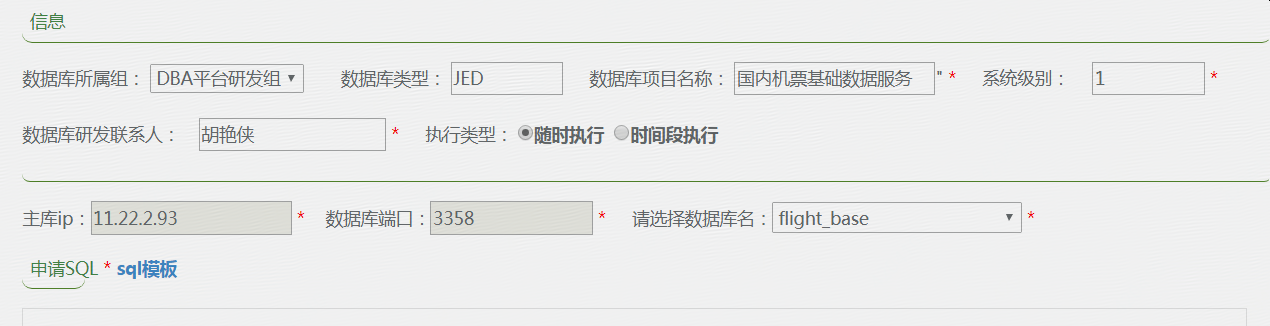 信息
数据库所属组： DBA平台研发组 数据库类型： JED 数据库项目名称： 国内机票基础数据服务 " * 系统级别： 1 *
数据库研发联系人： 胡艳侠 * 执行类型： 随时执行 时间段执行
主库ip： 11.22.2.93 * 数据库端口： 3358 * 请选择数据库名： flight_base *
申请SQL * sql模板